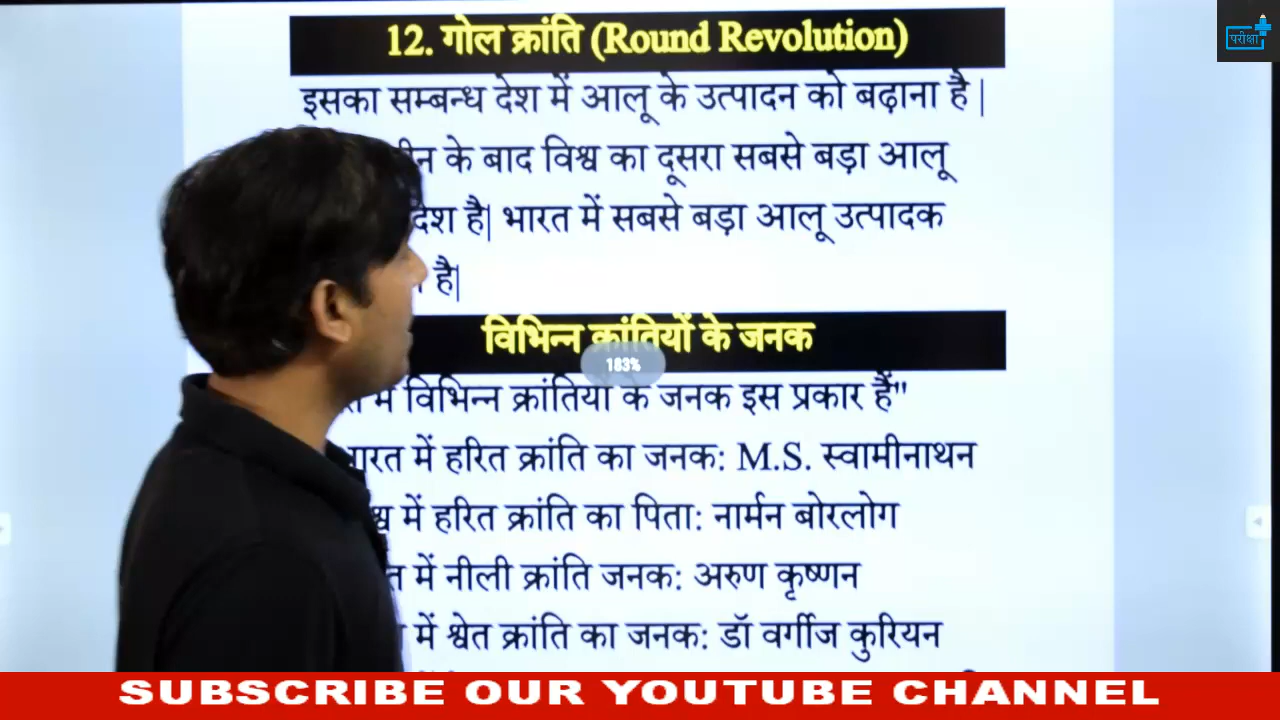 12. गोल क्रांति (Round Revolution)
परीक्षा
इसका सम्बन्ध देश में आलू के उत्पादन को बढ़ाना है |
के बाद विश्व का दूसरा सबसे बड़ा आलू
देश है| भारत में सबसे बड़ा आलू उत्पादक
है|
विभिन्न क्रांतियों के जनक
183%
में विभिन्न क्रांतियों के जनक इस प्रकार हैं"
में हरित क्रांति का जनक: M.S. स्वामीनाथन
में हरित क्रांति का पिता: नार्मन बोरलोग
में नीली क्रांति जनक: अरुण कृष्णन
में श्वेत क्रांति का जनक: डॉ वर्गीज कुरियन
SUBSCRIBE OUR YOUTUBE CHANNEL